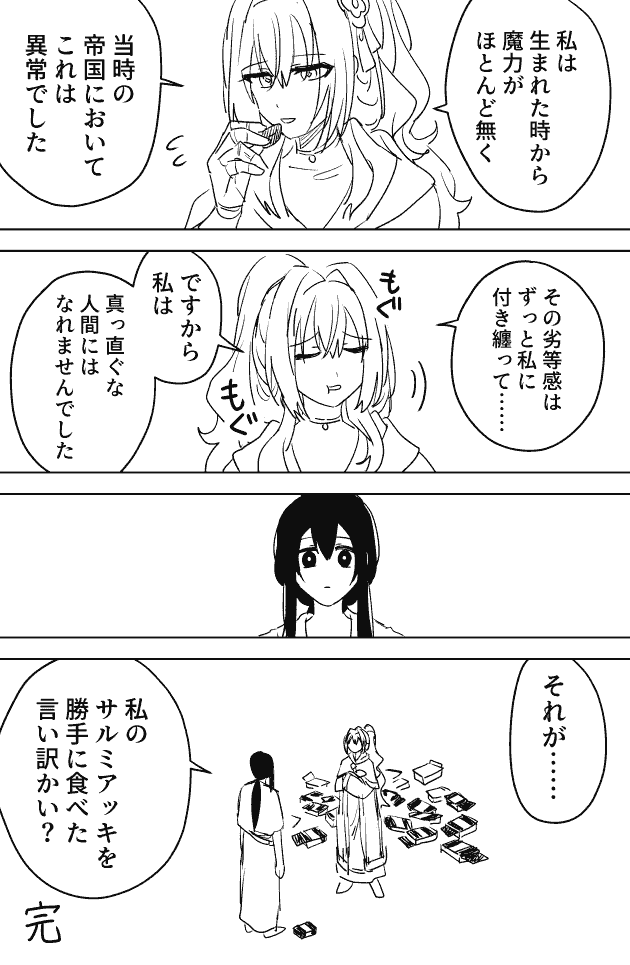 私は
生まれた時から
魔力が
ほとんど無く
当時の
帝国において
これは
異常でした
その劣等感は
ずっと私に
付き纏って……
もぐ
ですから
私は
真っ直ぐな
人間には
なれませんでした
もぐ
それが……
私の
サルミアッキを
勝手に食べた
言い訳かい？
完